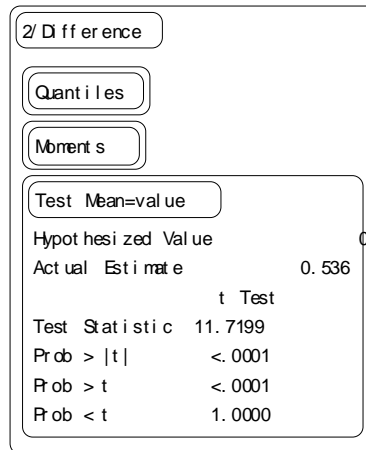 2/Difference
Quantiles
Moments
Test Mean=value
Hypothesized Value 0
Actual Estimate 0.536
t Test
Test Statistic 11.7199
Prob > |t| <.0001
Prob > t <.0001
Prob < t 1.0000